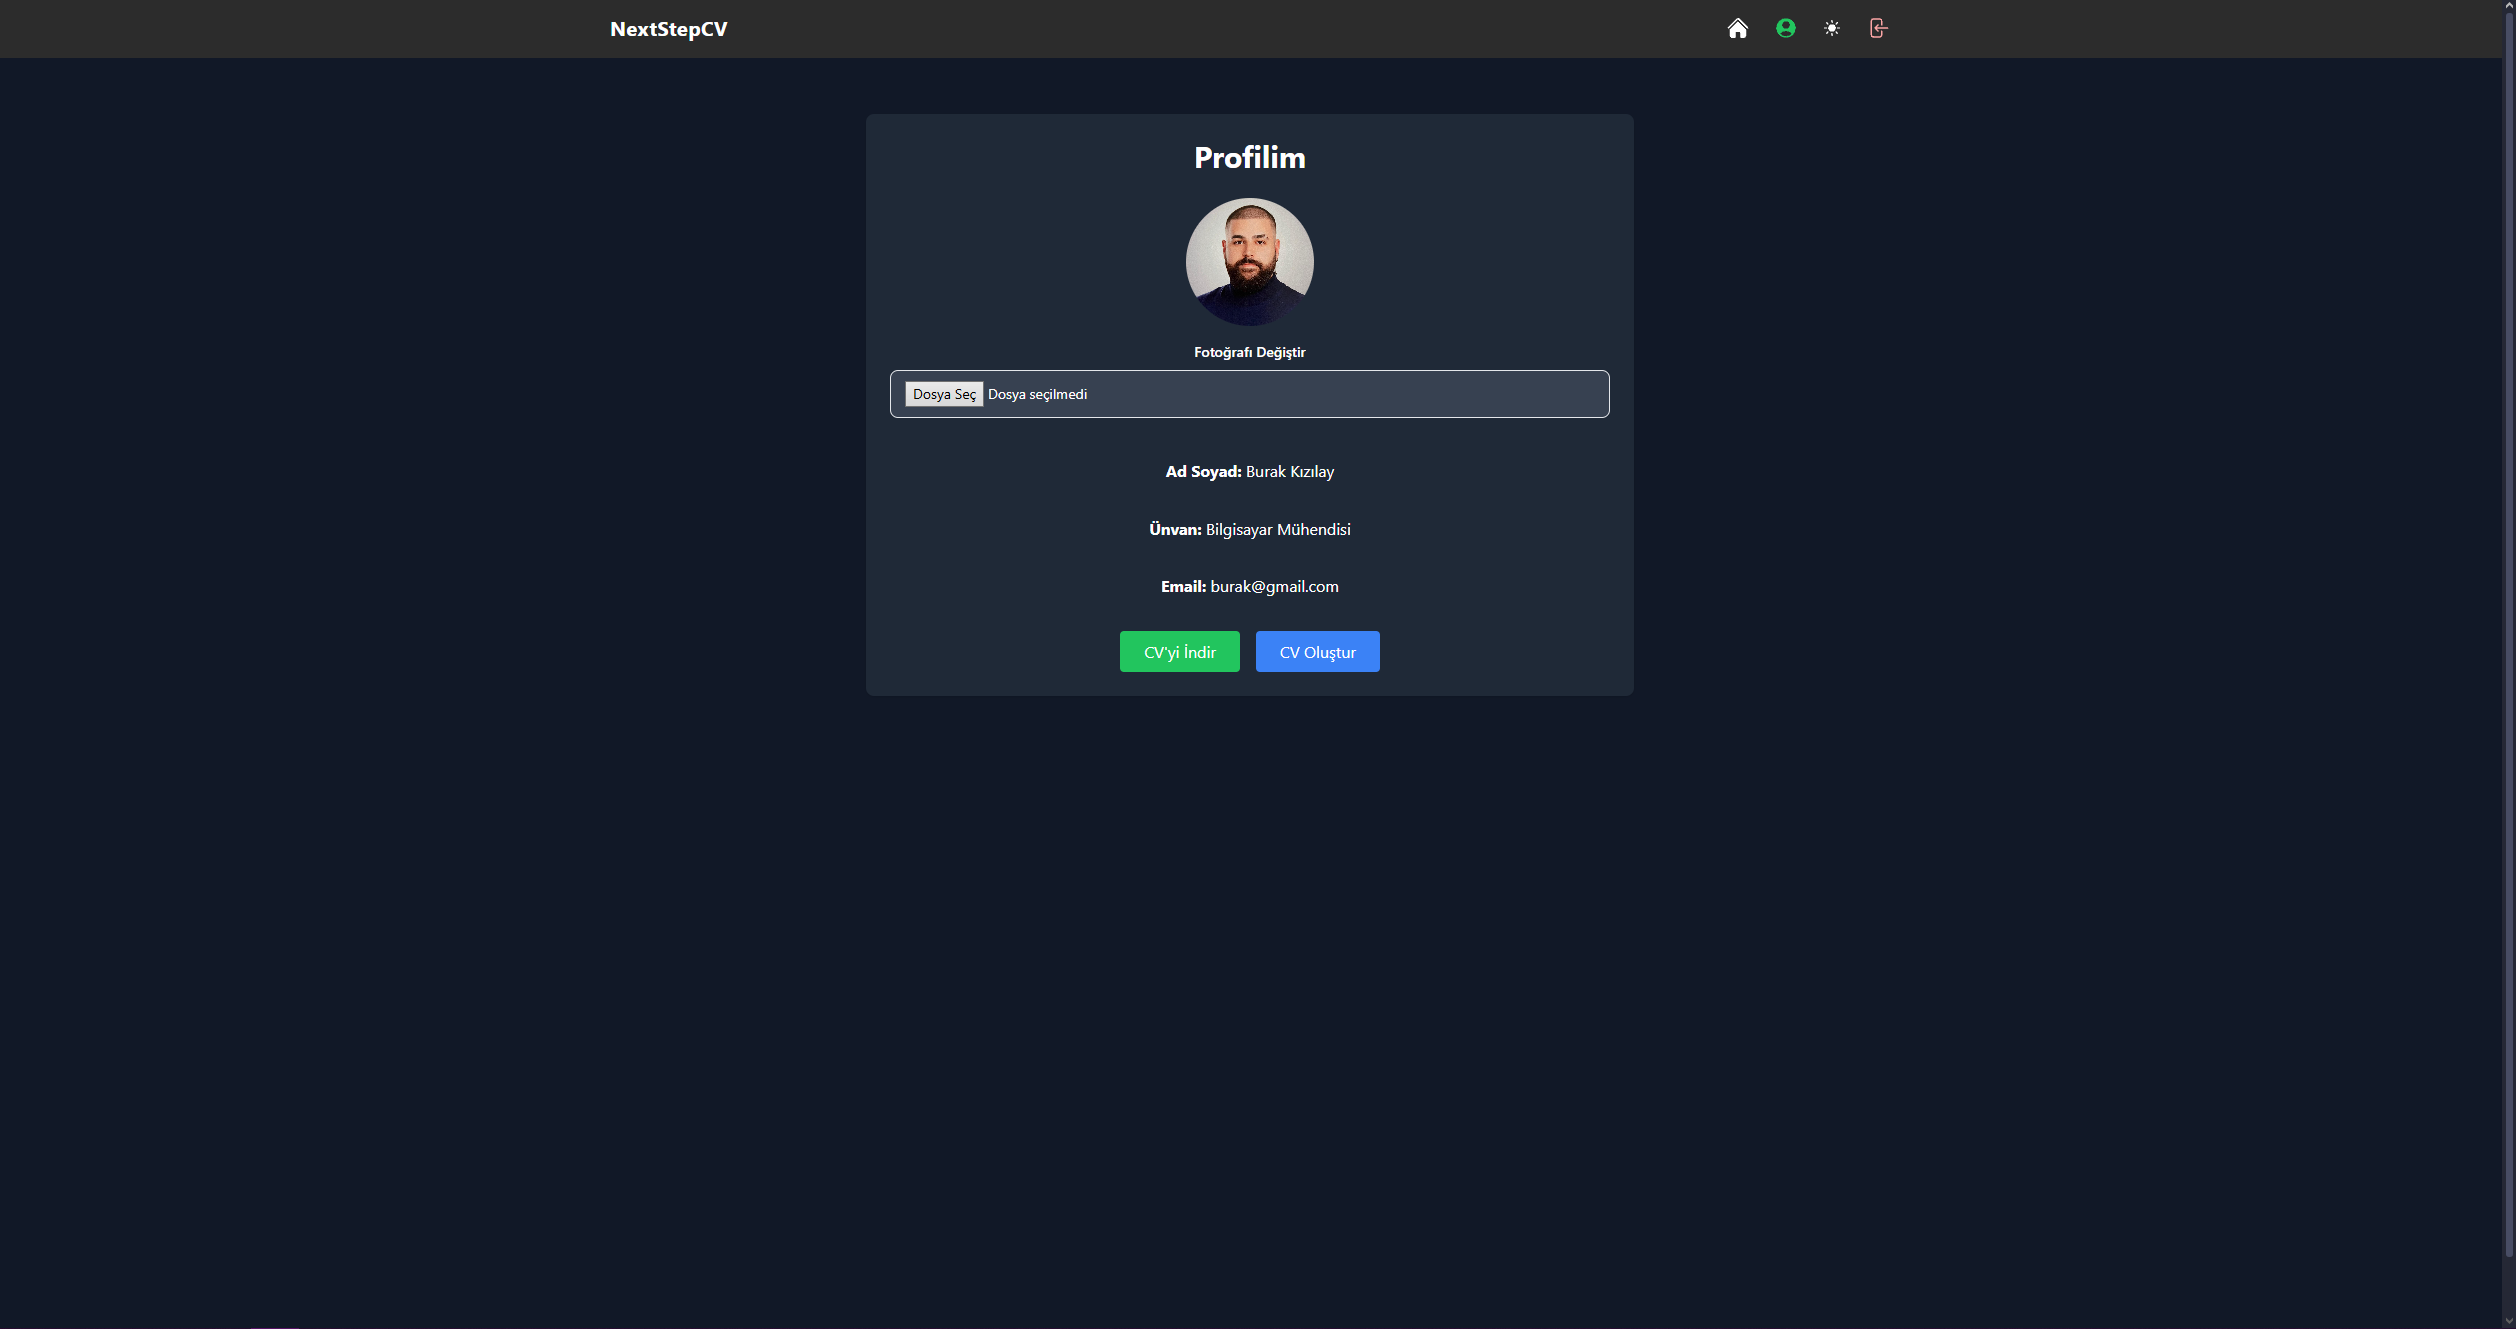 NextStepCV
Profilim
Fotoğrafı Değiştir
Dosya Seç Dosya seçilmedi
Ad Soyad: Burak Kızılay
Ünvan: Bilgisayar Mühendisi
Email: burak@gmail.com
CV'yi İndir CV Oluştur